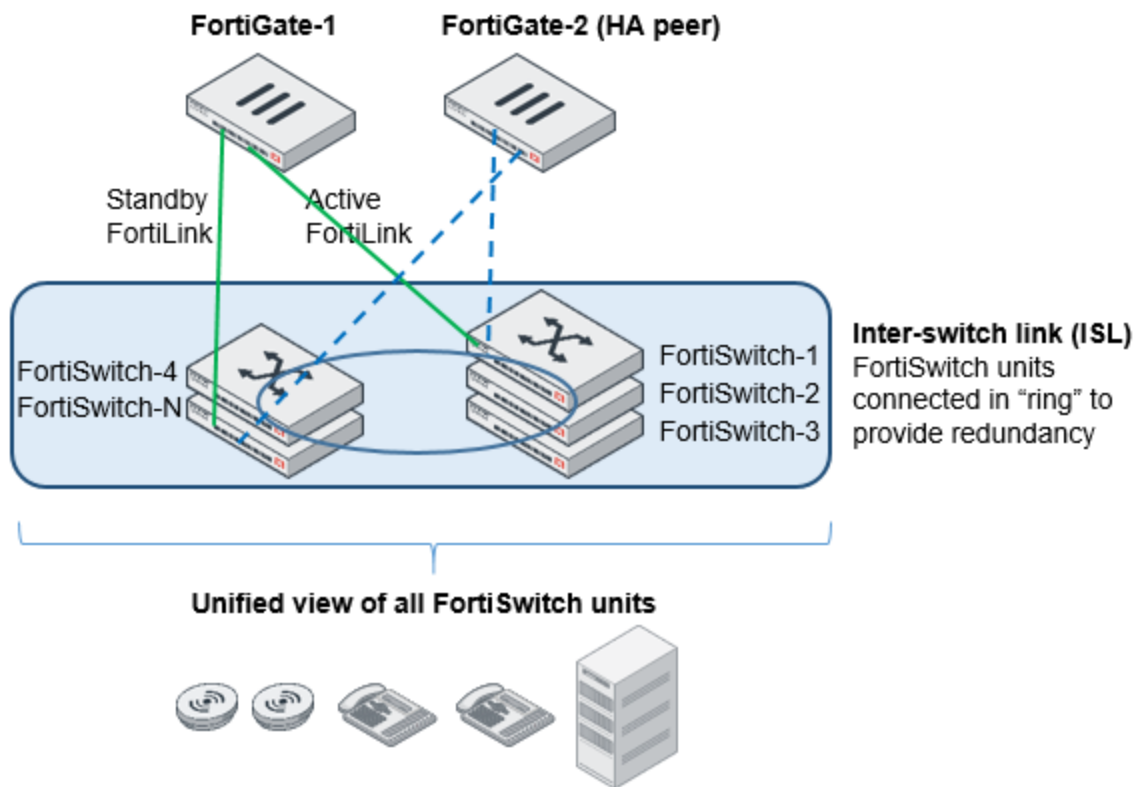 FortiGate-1
FortiGate-2 (HA peer)
Standby
FortiLink
Active
FortiLink
FortiSwitch-4
FortiSwitch-N
FortiSwitch-1
FortiSwitch-2
FortiSwitch-3
Inter-switch link (ISL)
FortiSwitch units
connected in “ring” to
provide redundancy
Unified view of all FortiSwitch units